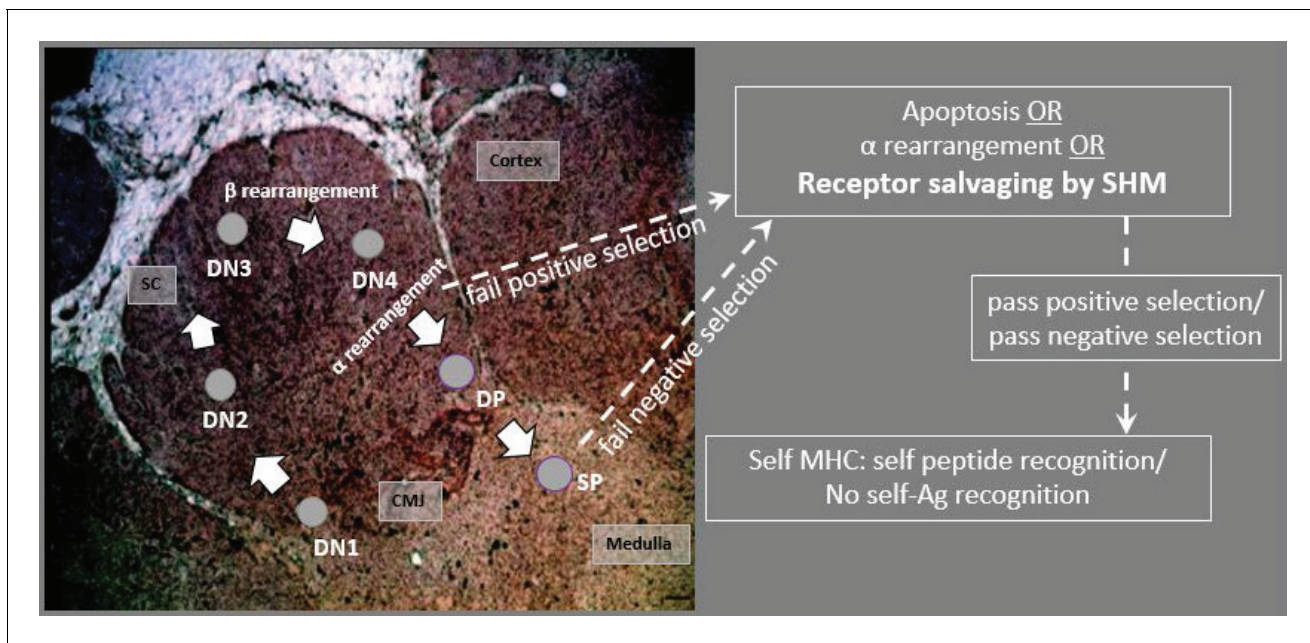 Cortex
β rearrangement
DN3
DN4
SC
α rearrangement
fail positive selection
DN2
DP
fail negative selection
SP
CMJ
DN1
Medulla
Apoptosis OR
α rearrangement OR
Receptor salvaging by SHM
pass positive selection/
pass negative selection
Self MHC: self peptide recognition/
No self-Ag recognition